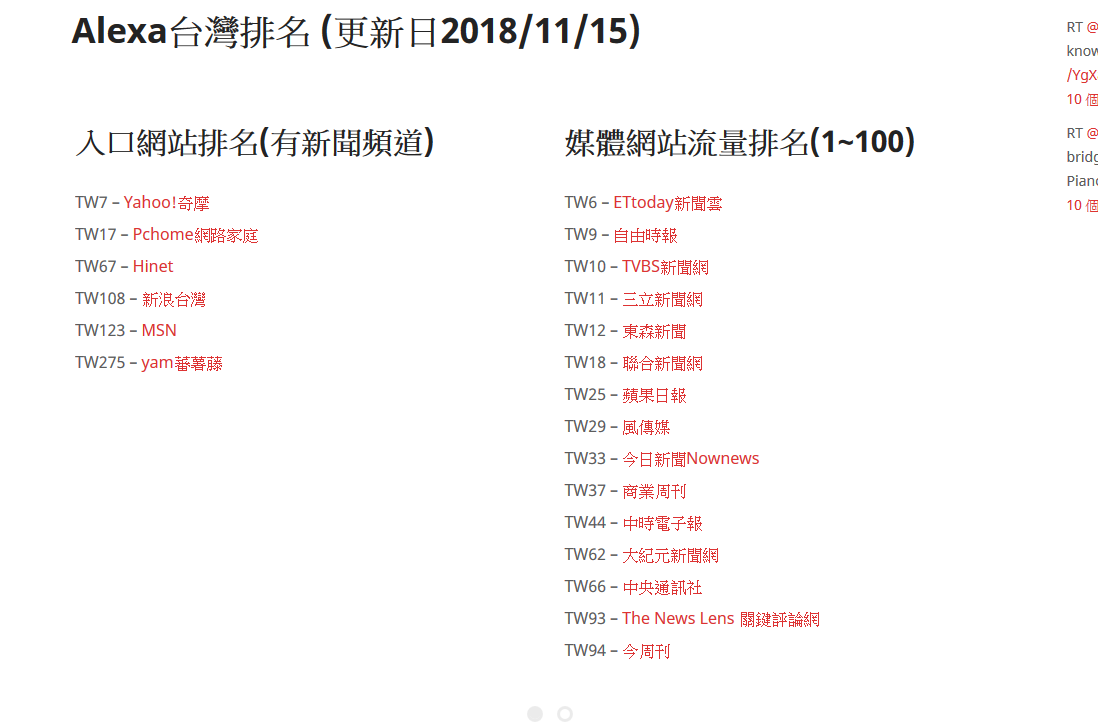 Alexa台灣排名 (更新日2018/11/15)
入口網站排名(有新聞頻道)
TW7 – Yahoo!奇摩
TW17 – Pchome網路家庭
TW67 – Hinet
TW108 – 新浪台灣
TW123 – MSN
TW275 – yam蕃薯藤
媒體網站流量排名(1~100)
TW6 – ETtoday新聞雲
TW9 – 自由時報
TW10 – TVBS新聞網
TW11 – 三立新聞網
TW12 – 東森新聞
TW18 – 聯合新聞網
TW25 – 蘋果日報
TW29 – 風傳媒
TW33 – 今日新聞Nownews
TW37 – 商業周刊
TW44 – 中時電子報
TW62 – 大紀元新聞網
TW66 – 中央通訊社
TW93 – The News Lens 關鍵評論網
TW94 – 今周刊
RT @
know
/YgX
10 個
RT @
bridg
Piano
10 個